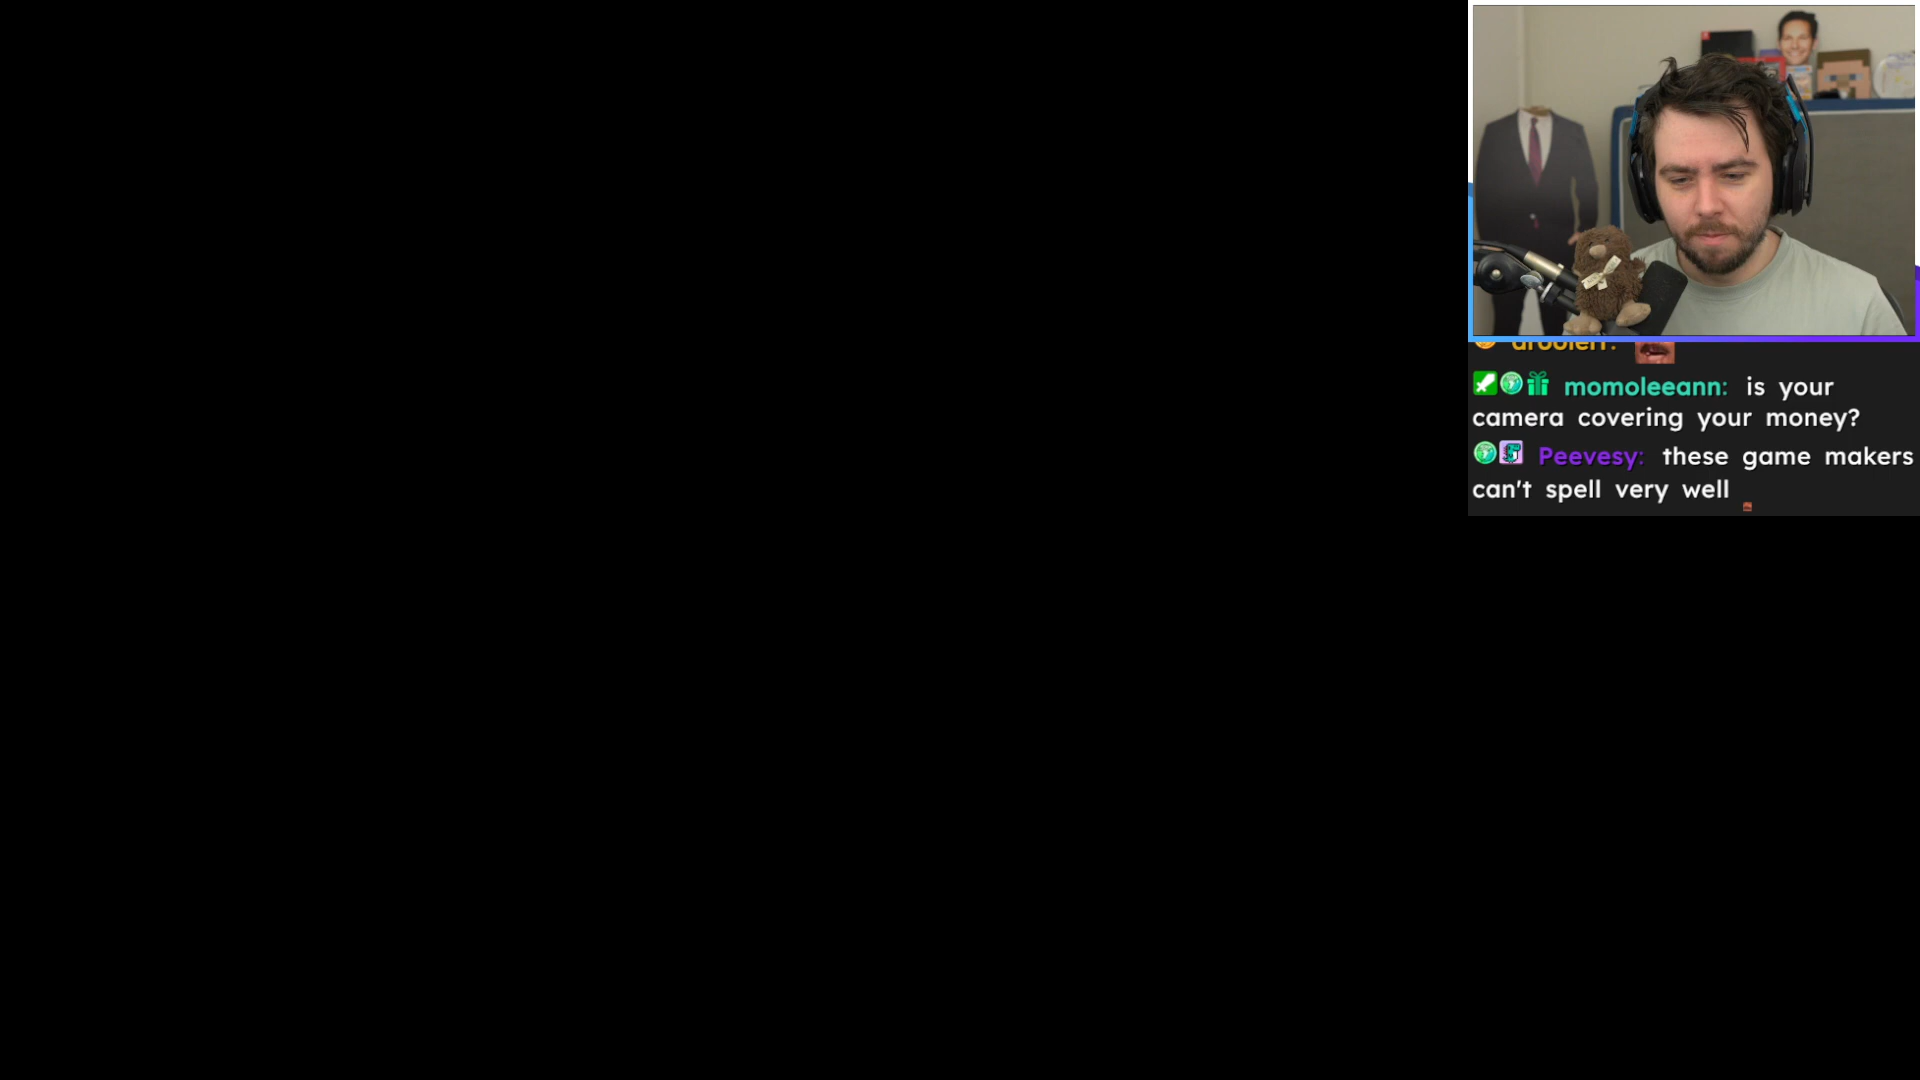 momoleeann: is your
camera covering your money?
Peevesy: these game makers
can't spell very well